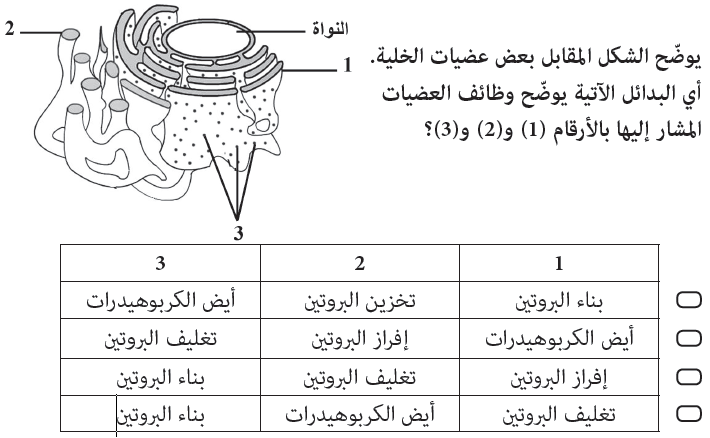 يوضّح الشكل المقابل بعض عضيات الخلية.
أي البدائل الآتية يوضّح وظائف العضيات
المشار إليها بالأرقام (1) و(2) و(3)؟
النواة
2
1
3
1 2 3
بناء البروتين تخزين البروتين أيض الكربوهيدرات
أيض الكربوهيدرات إفراز البروتين تغليف البروتين
إفراز البروتين تغليف البروتين بناء البروتين
تغليف البروتين أيض الكربوهيدرات بناء البروتين